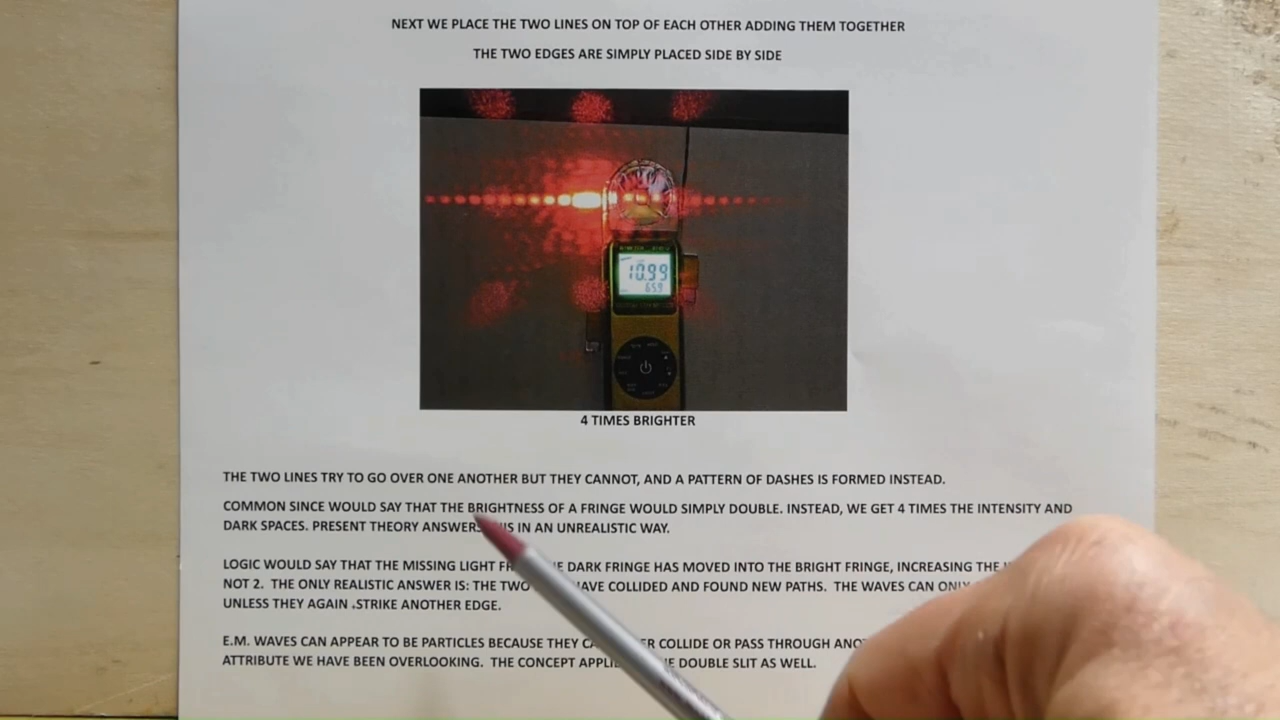 NEXT WE PLACE THE TWO LINES ON TOP OF EACH OTHER ADDING THEM TOGETHER
THE TWO EDGES ARE SIMPLY PLACED SIDE BY SIDE
10.99
65.9
4 TIMES BRIGHTER
THE TWO LINES TRY TO GO OVER ONE ANOTHER BUT THEY CANNOT, AND A PATTERN OF DASHES IS FORMED INSTEAD.
COMMON SINCE WOULD SAY THAT THE BRIGHTNESS OF A FRINGE WOULD SIMPLY DOUBLE. INSTEAD, WE GET 4 TIMES THE INTENSITY AND
DARK SPACES. PRESENT THEORY ANSWERS IN AN UNREALISTIC WAY.
LOGIC WOULD SAY THAT THE MISSING LIGHT DARK FRINGE HAS MOVED INTO THE BRIGHT FRINGE, INCREASING THE
NOT 2. THE ONLY REALISTIC ANSWER IS: THE TWO HAVE COLLIDED AND FOUND NEW PATHS. THE WAVES CAN
UNLESS THEY AGAIN .STRIKE ANOTHER EDGE.
E.M. WAVES CAN APPEAR TO BE PARTICLES BECAUSE THEY COLLIDE OR PASS THROUGH
ATTRIBUTE WE HAVE BEEN OVERLOOKING. THE CONCEPT DOUBLE SLIT AS WELL.